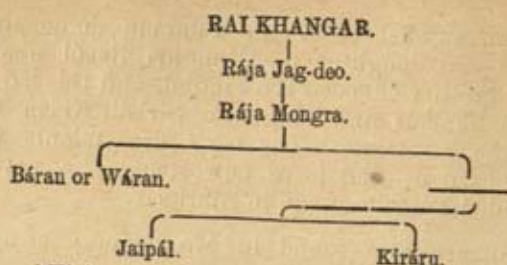 RAI KHANGAR.
Rája Jag-deo.
Rája Mongra.
Báran or Wáran.
Jaipál. Kiráru.